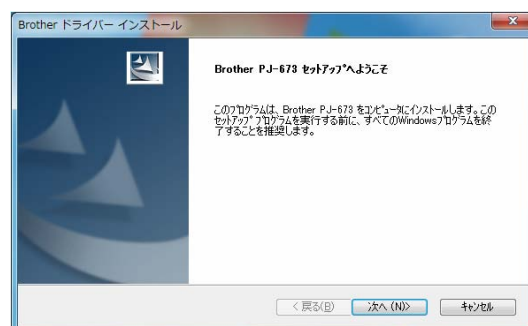 Brother ドライバー インストール
Brother PJ-673 ｾｯﾄｱｯﾌﾟへようこそ
このﾌﾟﾛｸﾞﾗﾑは、Brother PJ-673 をｺﾝﾋﾟｭｰﾀにｲﾝｽﾄｰﾙします。この
ｾｯﾄｱｯﾌﾟ ﾌﾟﾛｸﾞﾗﾑを実行する前に、すべてのWindowsﾌﾟﾛｸﾞﾗﾑを終
了することを推奨します。
< 戻る(B) 次へ (N)> ｷｬﾝｾﾙ